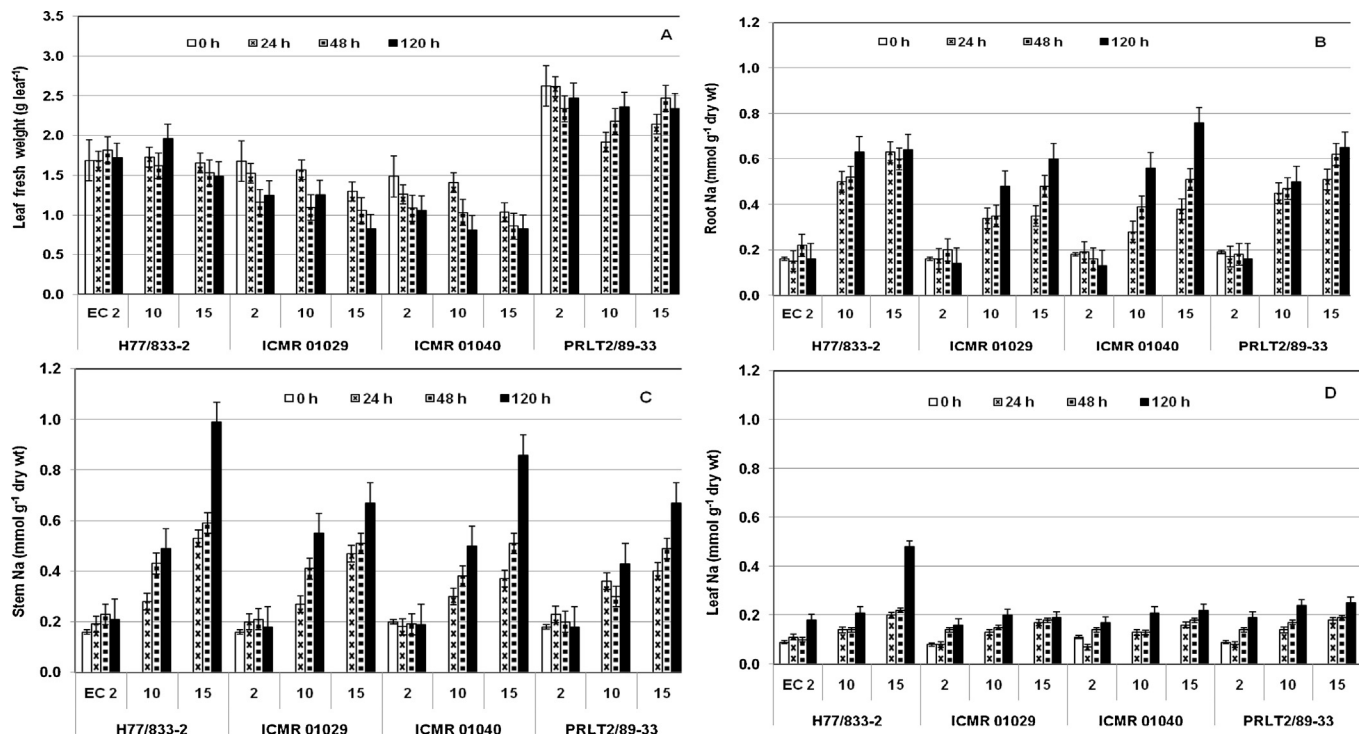 A
0 h 24 h 48 h 120 h
Leaf fresh weight (g leaf⁻¹)
3.5
3.0
2.5
2.0
1.5
1.0
0.5
0.0
EC 2 10 15 2 10 15 2 10 15 2 10 15
H77/833-2 ICMR 01029 ICMR 01040 PRLT2/89-33
B
0 h 24 h 48 h 120 h
Root Na (mmol g⁻¹ dry wt)
1.2
1.0
0.8
0.6
0.4
0.2
0.0
EC 2 10 15 2 10 15 2 10 15 2 10 15
H77/833-2 ICMR 01029 ICMR 01040 PRLT2/89-33
C
0 h 24 h 48 h 120 h
Stem Na (mmol g⁻¹ dry wt)
1.2
1.0
0.8
0.6
0.4
0.2
0.0
EC 2 10 15 2 10 15 2 10 15 2 10 15
H77/833-2 ICMR 01029 ICMR 01040 PRLT2/89-33
D
0 h 24 h 48 h 120 h
Leaf Na (mmol g⁻¹ dry wt)
1.2
1.0
0.8
0.6
0.4
0.2
0.0
EC 2 10 15 2 10 15 2 10 15 2 10 15
H77/833-2 ICMR 01029 ICMR 01040 PRLT2/89-33